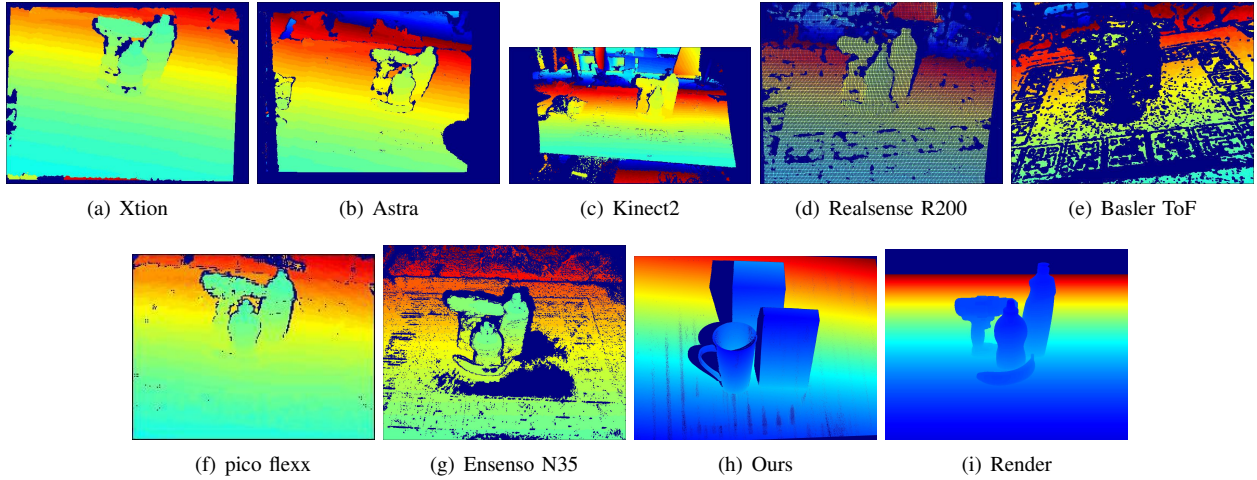 (a) Xtion
(b) Astra
(c) Kinect2
(d) Realsense R200
(e) Basler ToF
(f) pico flexx
(g) Ensenso N35
(h) Ours
(i) Render